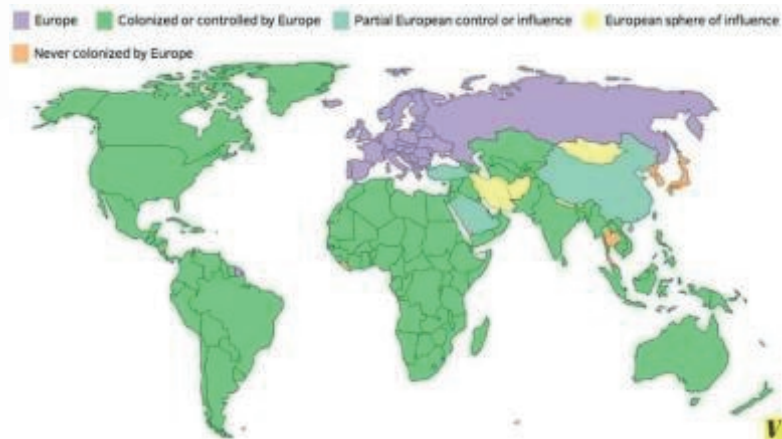 Europe Colonized or controlled by Europe Partial European control or influence European sphere of influence
Never colonized by Europe
V